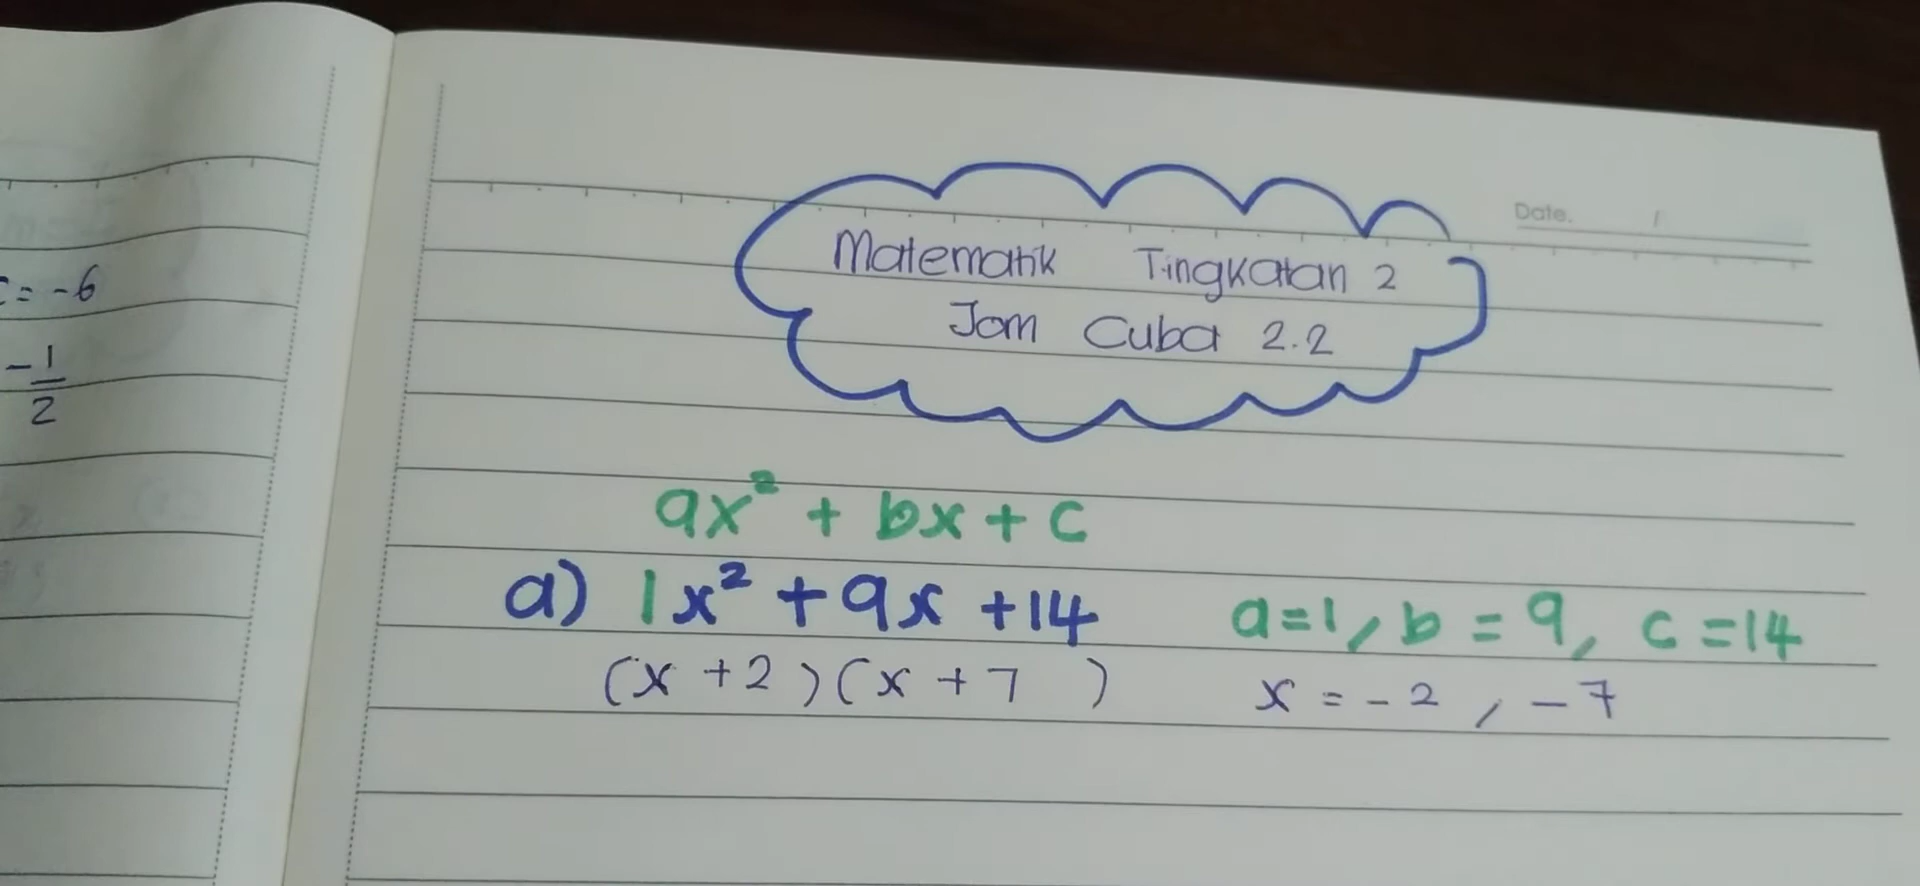 c = -6
-1/2
Date. /
Matematik Tingkatan 2
Jom Cuba 2.2
ax² + bx + c
a) 1x² + 9x + 14 a=1, b = 9, c = 14
(x + 2)(x + 7) x = -2, -7